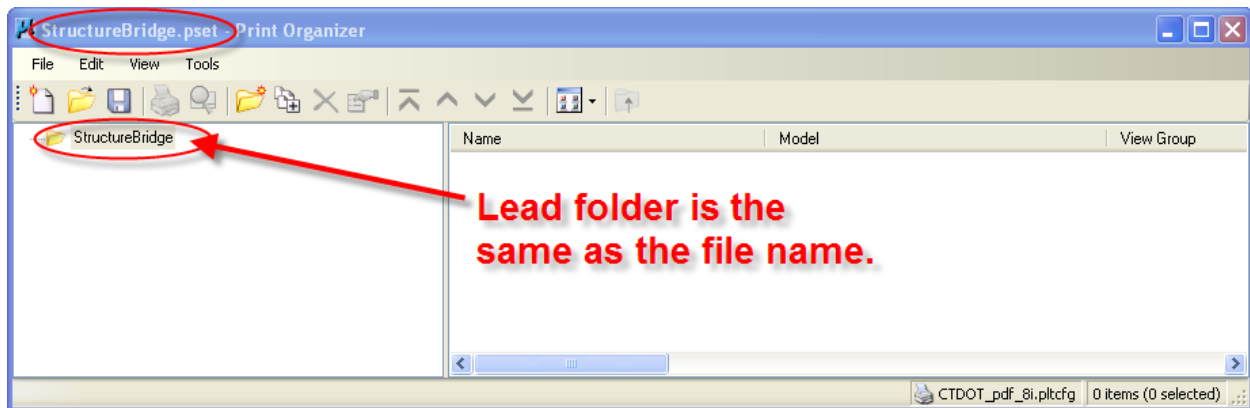 StructureBridge.pset - Print Organizer
File Edit View Tools
StructureBridge
Name Model View Group
Lead folder is the
same as the file name.
CTDOT_pdf_8i.pltcfg 0 items (0 selected)